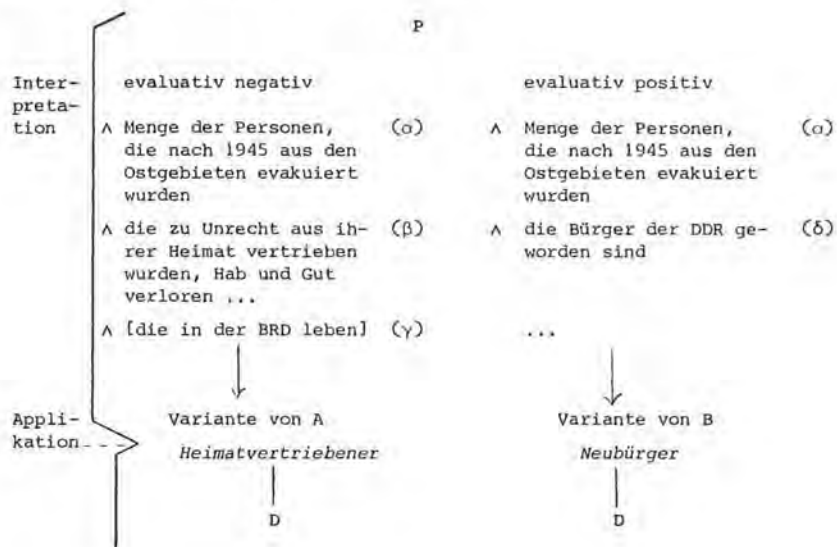 P
Inter-
preta-
tion
evaluativ negativ
∧ Menge der Personen, (α)
die nach 1945 aus den
Ostgebieten evakuiert
wurden
∧ die zu Unrecht aus ih- (β)
rer Heimat vertrieben
wurden, Hab und Gut
verloren ...
∧ [die in der BRD leben] (γ)
evaluativ positiv
∧ Menge der Personen, (α)
die nach 1945 aus den
Ostgebieten evakuiert
wurden
∧ die Bürger der DDR ge- (δ)
worden sind
...
Appli-
kation
Variante von A
Heimatvertriebener
D
Variante von B
Neubürger
D